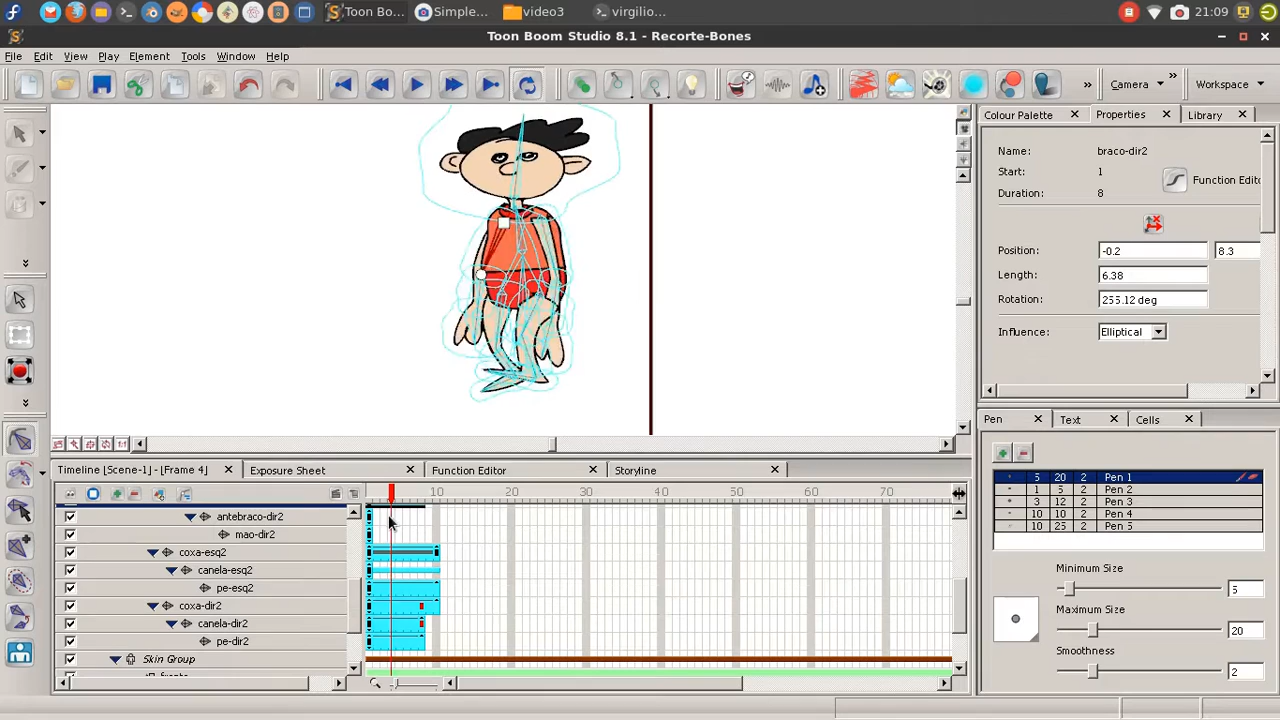 Toon Bo...
Simple...
video3
virgilio...
21:09
Toon Boom Studio 8.1 - Recorte-Bones
File Edit View Play Element Tools Window Help
Camera
Workspace
Colour Palette
Properties
Library
Name: braco-dir2
Start: 1
Function Edito
Duration: 8
Position: -0.2 8.3
Length: 6.38
Rotation: 255.12 deg
Influence: Elliptical
Pen
Text
Cells
5 20 2 Pen 1
1 5 2 Pen 2
3 12 2 Pen 3
10 10 2 Pen 4
10 25 2 Pen 5
Minimum Size
5
Maximum Size
20
Smoothness
2
1:1
Timeline [Scene-1] - [Frame 4]
Exposure Sheet
Function Editor
Storyline
10 20 30 40 50 60 70
antebraco-dir2
mao-dir2
coxa-esq2
canela-esq2
pe-esq2
coxa-dir2
canela-dir2
pe-dir2
Skin Group